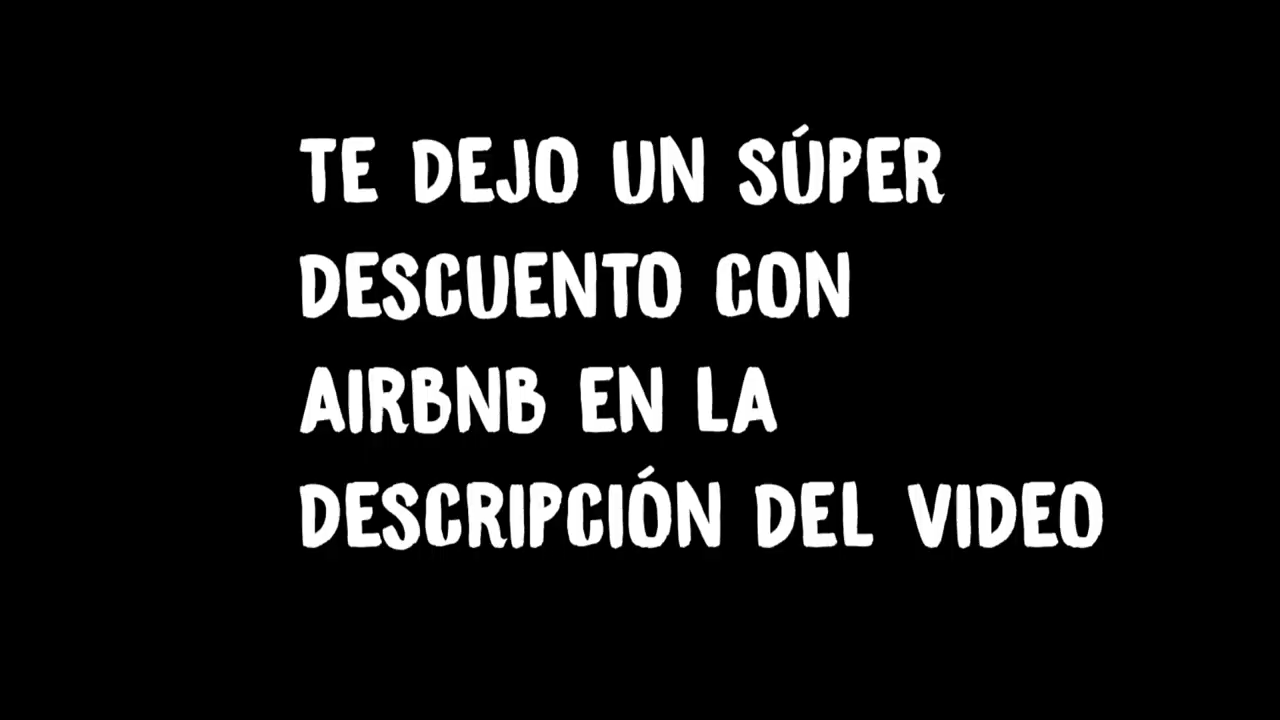 TE DEJO UN SÚPER
DESCUENTO CON
AIRBNB EN LA
DESCRIPCIÓN DEL VIDEO